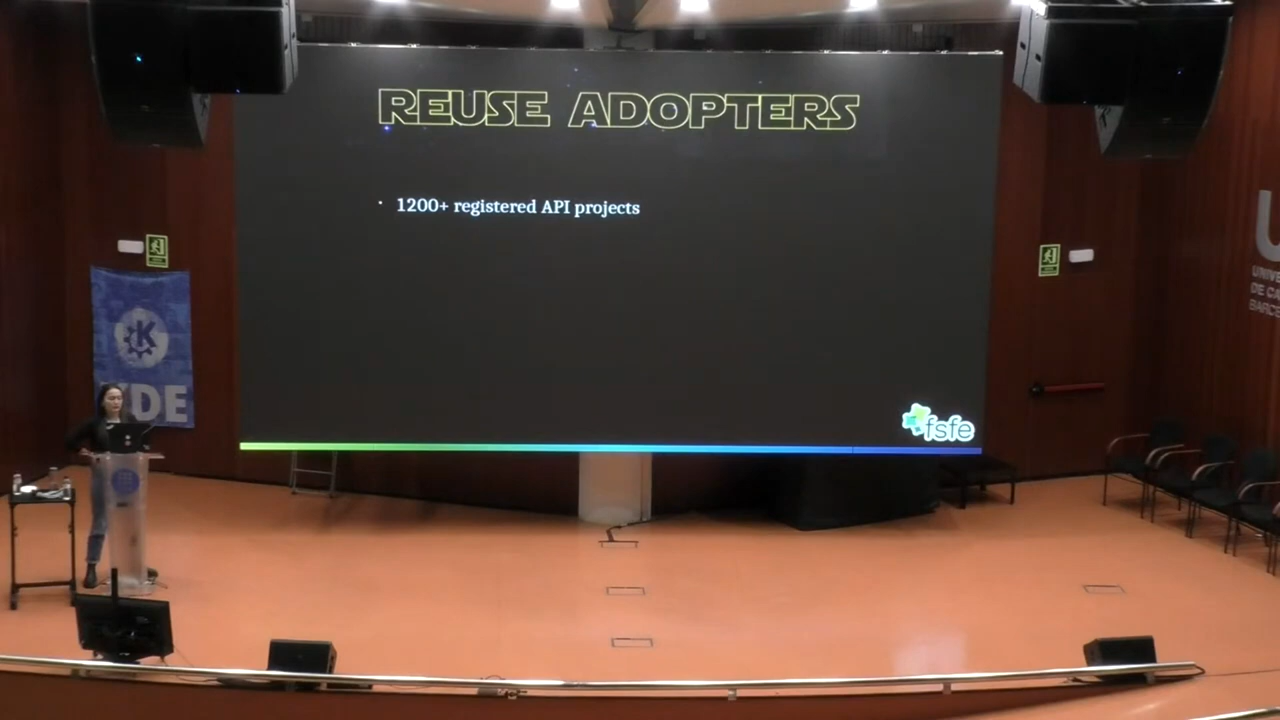 REUSE ADOPTERS
• 1200+ registered API projects
fsfe
K
KDE